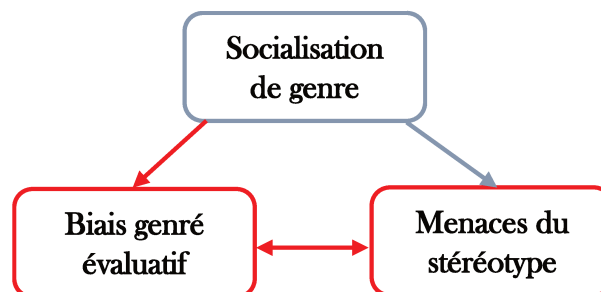 Socialisation
de genre
Biais genré
évaluatif
Menaces du
stéréotype